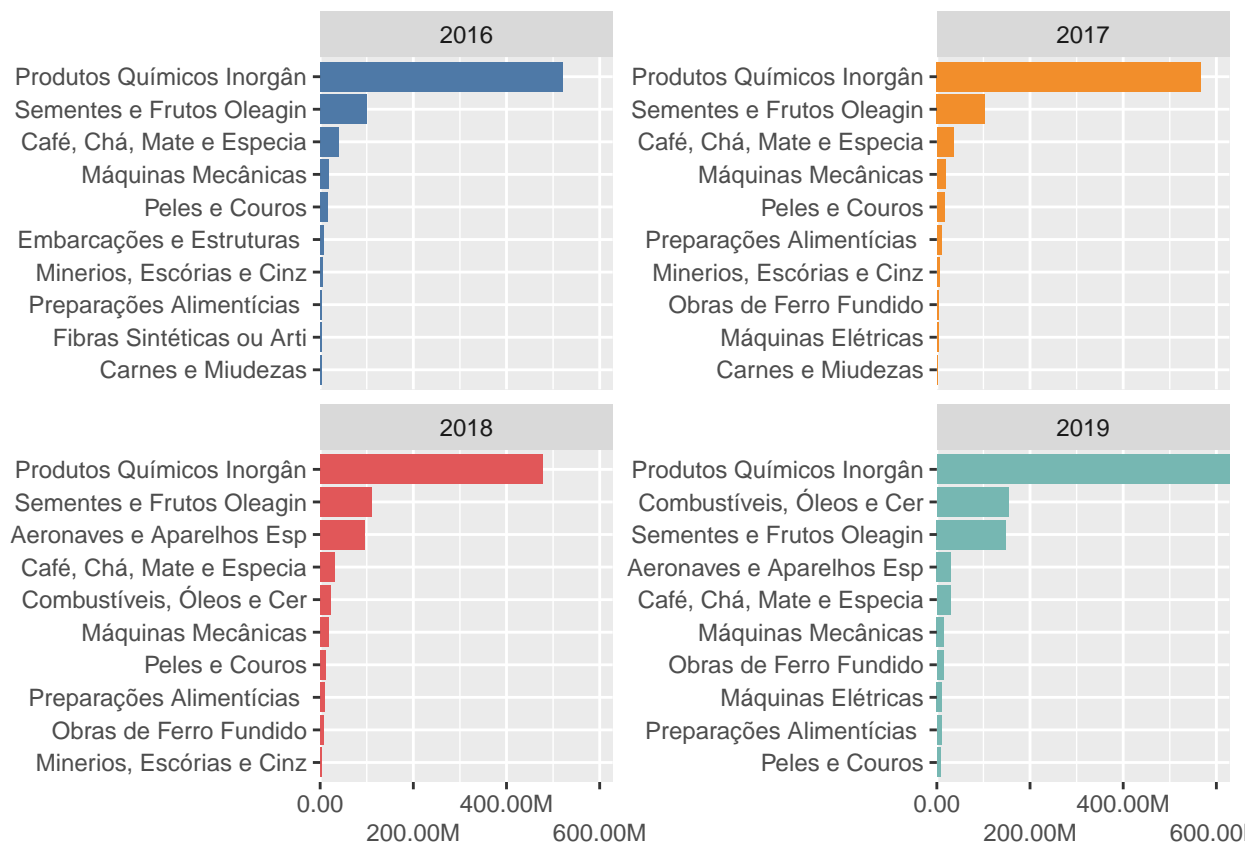 2016
Produtos Químicos Inorgân
Sementes e Frutos Oleagin
Café, Chá, Mate e Especia
Máquinas Mecânicas
Peles e Couros
Embarcações e Estruturas
Minerios, Escórias e Cinz
Preparações Alimentícias
Fibras Sintéticas ou Arti
Carnes e Miudezas
2017
Produtos Químicos Inorgân
Sementes e Frutos Oleagin
Café, Chá, Mate e Especia
Máquinas Mecânicas
Peles e Couros
Preparações Alimentícias
Minerios, Escórias e Cinz
Obras de Ferro Fundido
Máquinas Elétricas
Carnes e Miudezas
2018
Produtos Químicos Inorgân
Sementes e Frutos Oleagin
Aeronaves e Aparelhos Esp
Café, Chá, Mate e Especia
Combustíveis, Óleos e Cer
Máquinas Mecânicas
Peles e Couros
Preparações Alimentícias
Obras de Ferro Fundido
Minerios, Escórias e Cinz
0.00 400.00M
200.00M 600.00M
2019
Produtos Químicos Inorgân
Combustíveis, Óleos e Cer
Sementes e Frutos Oleagin
Aeronaves e Aparelhos Esp
Café, Chá, Mate e Especia
Máquinas Mecânicas
Obras de Ferro Fundido
Máquinas Elétricas
Preparações Alimentícias
Peles e Couros
0.00 400.00M
200.00M 600.00